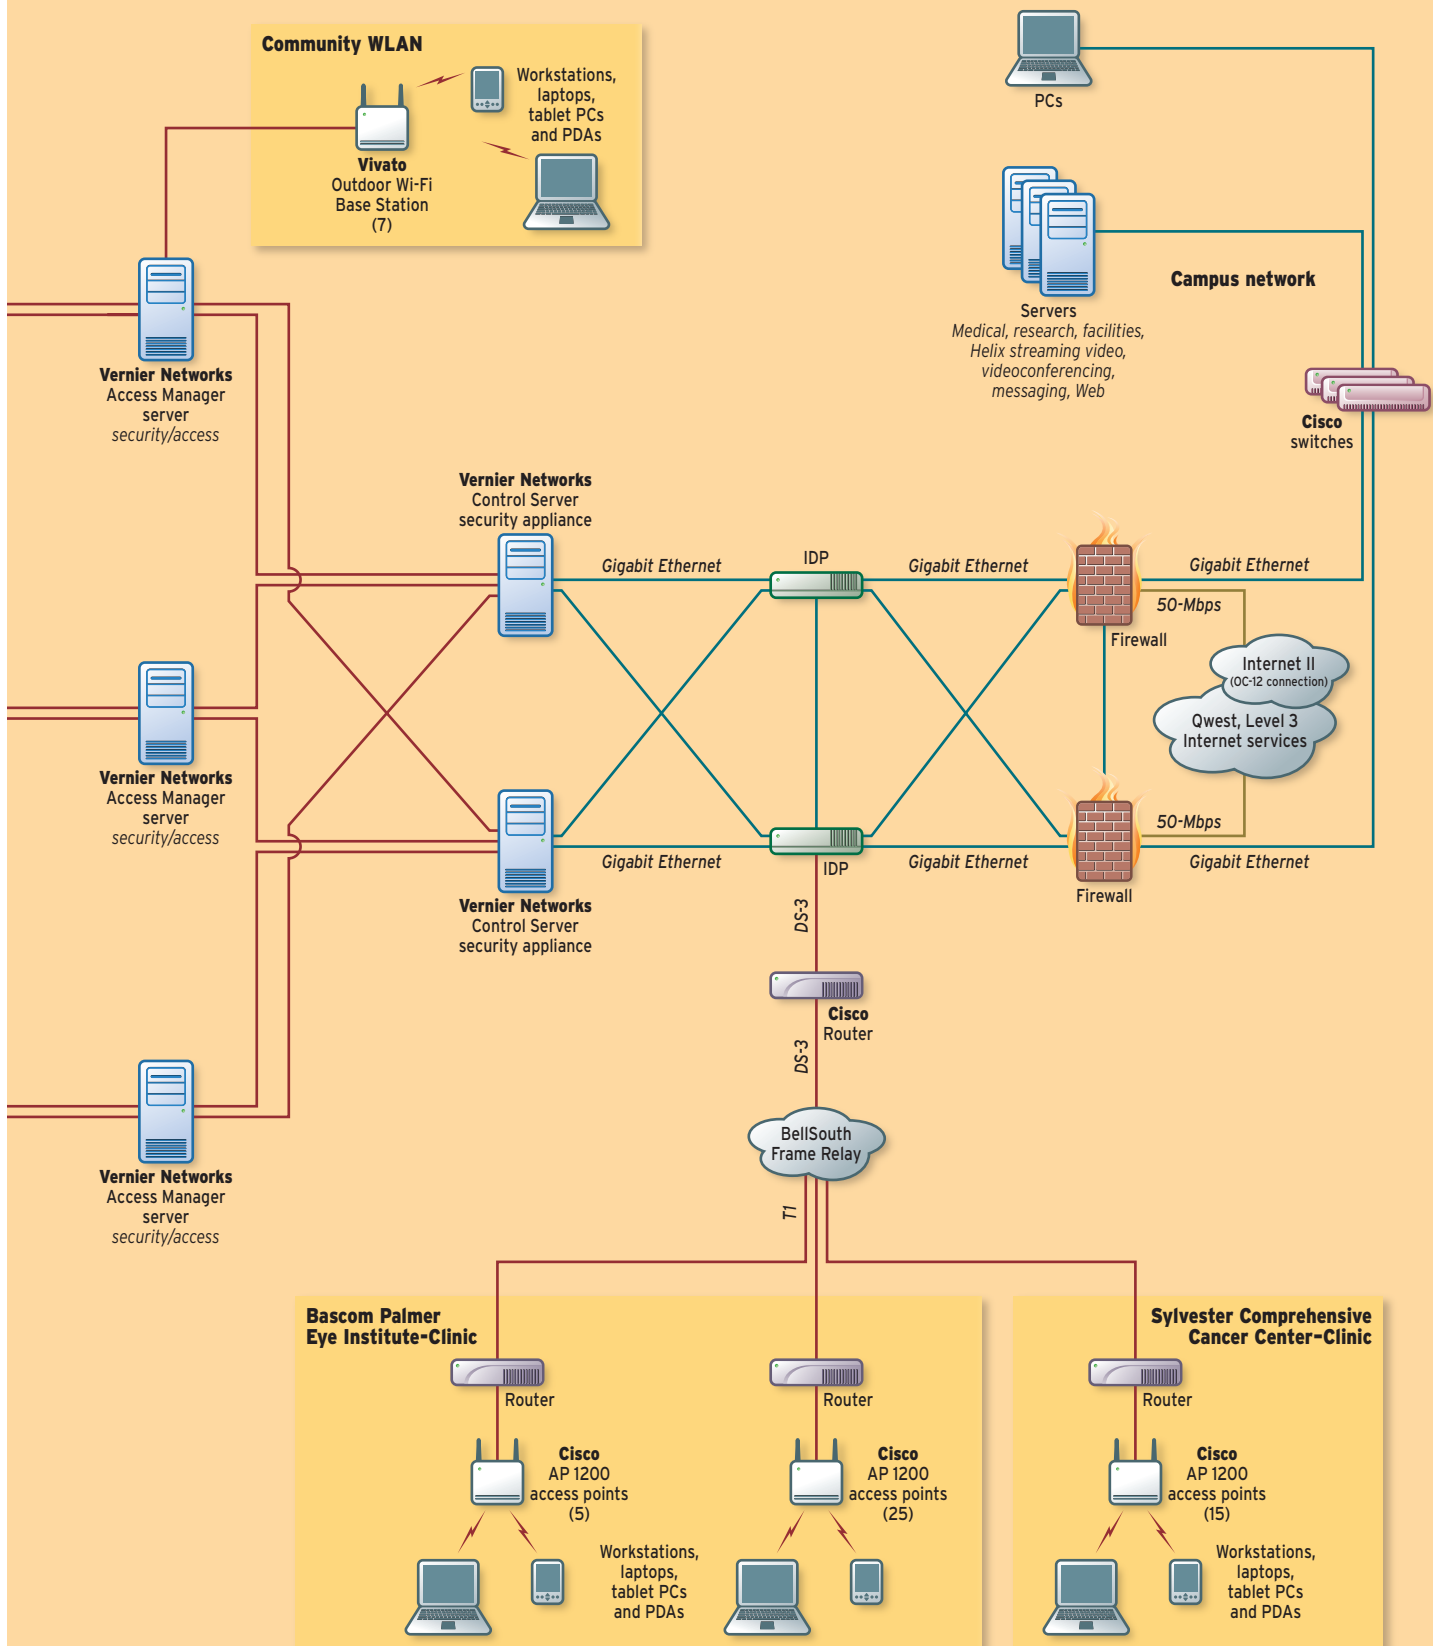 Community WLAN
Workstations,
laptops,
tablet PCs
and PDAs
Vivato
Outdoor Wi-Fi
Base Station
(7)
PCs
Servers
Medical, research, facilities,
Helix streaming video,
videoconferencing,
messaging, Web
Campus network
Cisco
switches
Vernier Networks
Access Manager
server
security/access
Vernier Networks
Control Server
security appliance
Gigabit Ethernet
IDP
Gigabit Ethernet
Gigabit Ethernet
50-Mbps
Firewall
Internet II
(OC-12 connection)
Qwest, Level 3
Internet services
Vernier Networks
Access Manager
server
security/access
50-Mbps
Gigabit Ethernet
IDP
Gigabit Ethernet
Gigabit Ethernet
Firewall
Vernier Networks
Control Server
security appliance
DS-3
Cisco
Router
DS-3
BellSouth
Frame Relay
T1
Vernier Networks
Access Manager
server
security/access
Bascom Palmer
Eye Institute-Clinic
Router
Cisco
AP 1200
access points
(5)
Workstations,
laptops,
tablet PCs
and PDAs
Router
Cisco
AP 1200
access points
(25)
Sylvester Comprehensive
Cancer Center-Clinic
Router
Cisco
AP 1200
access points
(15)
Workstations,
laptops,
tablet PCs
and PDAs